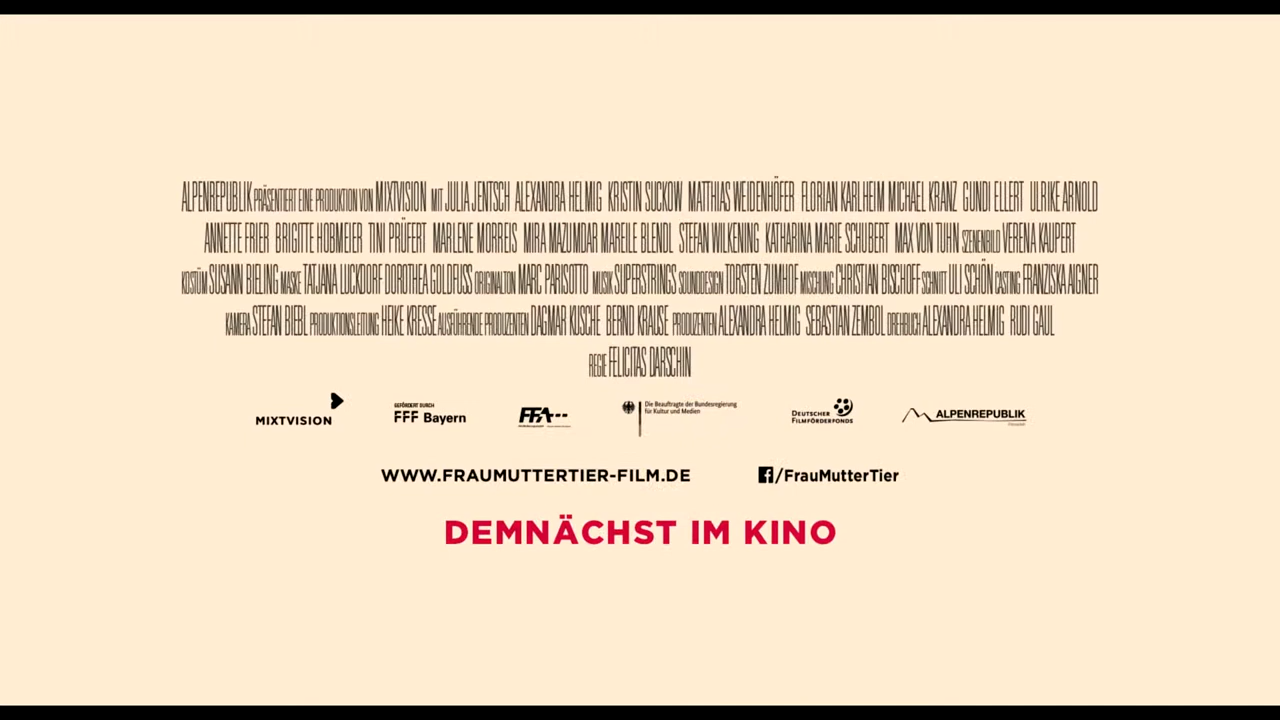 ALPENREPUBLIK PRÄSENTIERT EINE PRODUKTION VON MIXTVISION MIT JULIA JENTSCH ALEXANDRA HELMIG KRISTIN SUCKOW MATTHIAS WEIDENHÖFER FLORIAN KARLHEIM MICHAEL KRANZ GUNDI ELLERT ULRIKE ARNOLD
ANNETTE FRIER BRIGITTE HOBMEIER TINI PRÜFERT MARLENE MORREIS MIRA MAZUMDAR MAREILE BLENDL STEFAN WILKENING KATHARINA MARIE SCHUBERT MAX VON TUHN SZENENBILD VERENA KAUPERT
KOSTÜM SUSANN BIELING MASKE TATJANA LUCKDORF DOROTHEA GOLDFUSS ORIGINALTON MARC PARISOTTO MUSIK SUPERSTRINGS SOUNDDESIGN TORSTEN ZUMHOF MISCHUNG CHRISTIAN BISCHOFF SCHNITT ULI SCHÖN CASTING FRANZISKA AIGNER
KAMERA STEFAN BIEBL PRODUKTIONSLEITUNG HEIKE KRESSE AUSFÜHRENDE PRODUZENTEN DAGMAR KUSCHE BERND KRAUSE PRODUZENTEN ALEXANDRA HELMIG SEBASTIAN ZEMBOL DREHBUCH ALEXANDRA HELMIG RUDI GAUL
REGIE FELICITAS DARSCHIN
MIXTVISION
GEFÖRDERT DURCH
FFF Bayern
FFA
Die Beauftragte der Bundesregierung
für Kultur und Medien
DEUTSCHER
FILMFÖRDERFONDS
ALPENREPUBLIK
WWW.FRAUMUTTERTIER-FILM.DE
/FrauMutterTier
DEMNÄCHST IM KINO